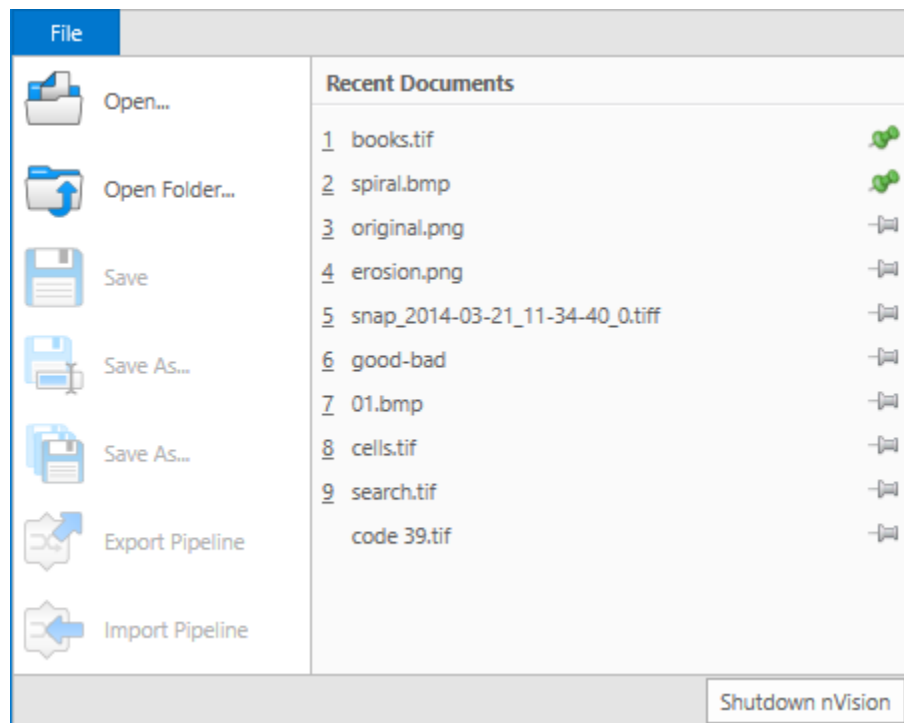 File
Open...
Open Folder...
Save
Save As...
Save As...
Export Pipeline
Import Pipeline
Recent Documents
1 books.tif
2 spiral.bmp
3 original.png
4 erosion.png
5 snap_2014-03-21_11-34-40_0.tiff
6 good-bad
7 01.bmp
8 cells.tif
9 search.tif
code 39.tif
Shutdown nVision